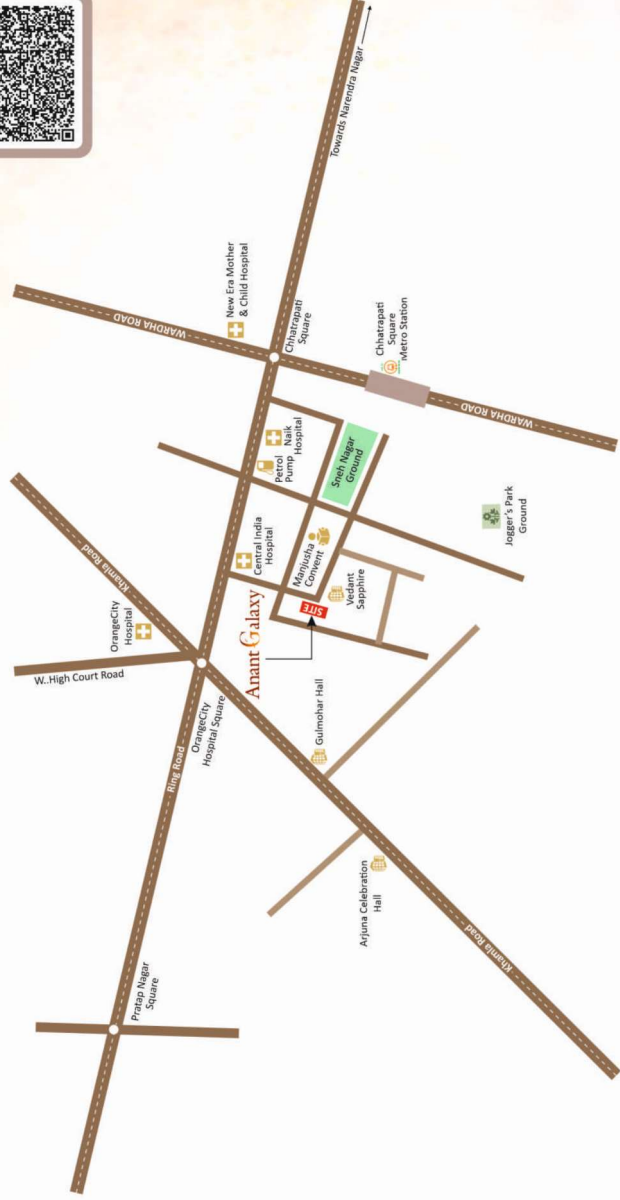 Towards Narendra Nagar
WARDHA ROAD
New Era Mother
& Child Hospital
Chhatrapati
Square
Chhatrapati
Square
Metro Station
WARDHA ROAD
Naik
Hospital
Petrol
Pump
Sneh Nagar
Ground
Jogger's Park
Ground
Khamla Road
Central India
Hospital
Manjusha
Convent
OrangeCity
Hospital
Vedant
Sapphire
SITE
Anant Galaxy
W..High Court Road
OrangeCity
Hospital Square
Ring Road
Gulmohar Hall
Arjuna Celebration
Hall
Khamla Road
Pratap Nagar
Square